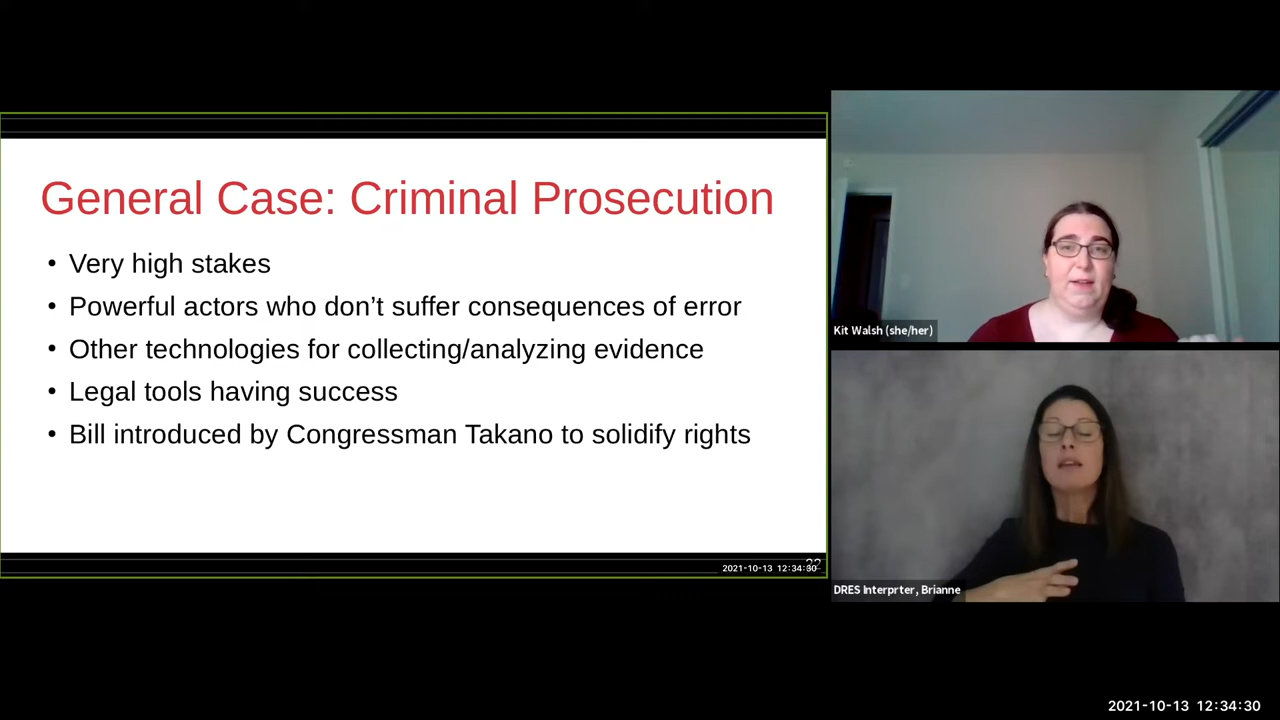 General Case: Criminal Prosecution
• Very high stakes
• Powerful actors who don’t suffer consequences of error
• Other technologies for collecting/analyzing evidence
• Legal tools having success
• Bill introduced by Congressman Takano to solidify rights
2021-10-13 12:34:30
Kit Walsh (she/her)
DRES Interprter, Brianne
2021-10-13 12:34:30